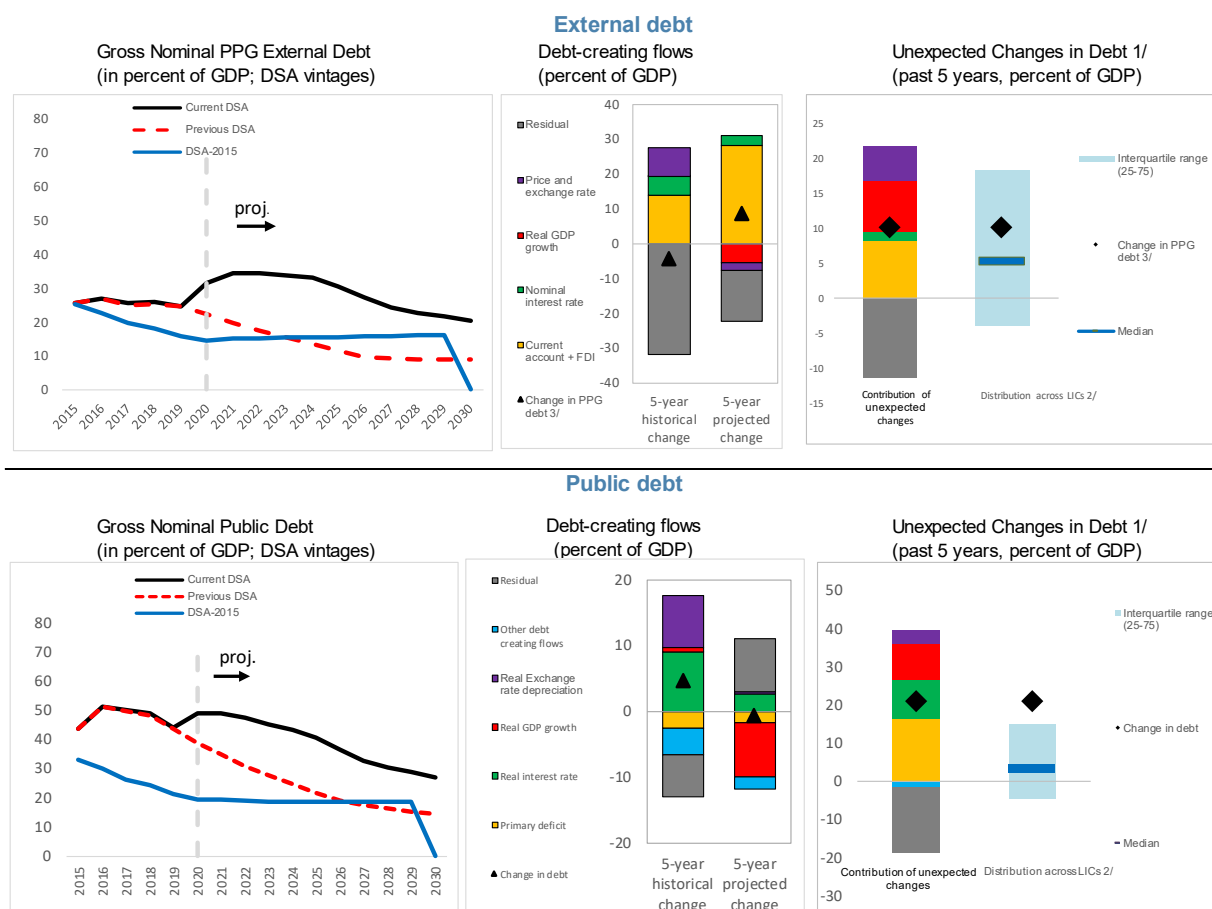 External debt
Gross Nominal PPG External Debt
(in percent of GDP; DSA vintages)
Debt-creating flows
(percent of GDP)
Unexpected Changes in Debt 1/
(past 5 years, percent of GDP)
Current DSA
Previous DSA
DSA-2015
proj.
80
70
60
50
40
30
20
10
0
2015
2016
2017
2018
2019
2020
2021
2022
2023
2024
2025
2026
2027
2028
2029
2030
Residual
Price and
exchange rate
Real GDP
growth
Nominal
interest rate
Current
account + FDI
Change in PPG
debt 3/
40
30
20
10
0
-10
-20
-30
-40
5-year
historical
change
5-year
projected
change
25
20
15
10
5
0
-5
-10
-15
Contribution of
unexpected
changes
Distribution across LICs 2/
Interquartile range
(25-75)
Change in PPG
debt 3/
Median
Public debt
Gross Nominal Public Debt
(in percent of GDP; DSA vintages)
Debt-creating flows
(percent of GDP)
Unexpected Changes in Debt 1/
(past 5 years, percent of GDP)
Current DSA
Previous DSA
DSA-2015
proj.
80
70
60
50
40
30
20
10
0
2015
2016
2017
2018
2019
2020
2021
2022
2023
2024
2025
2026
2027
2028
2029
2030
Residual
Other debt
creating flows
Real Exchange
rate depreciation
Real GDP growth
Real interest rate
Primary deficit
Change in debt
20
10
0
-10
-20
5-year
historical
change
5-year
projected
change
50
40
30
20
10
0
-10
-20
-30
Contribution of unexpected
changes
Distribution across LICs 2/
Interquartile range
(25-75)
Change in debt
Median